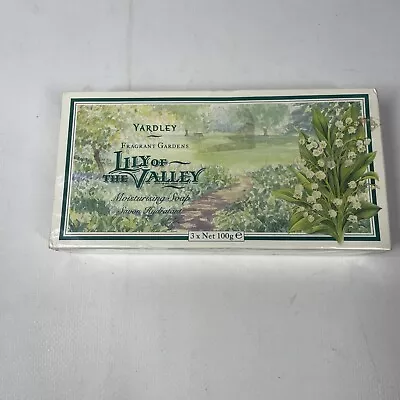 YARDLEY
FRAGRANT GARDENS
LILY OF
THE VALLEY
Moisturising Soap
Savon Hydratant
3 x Net 100g ℮